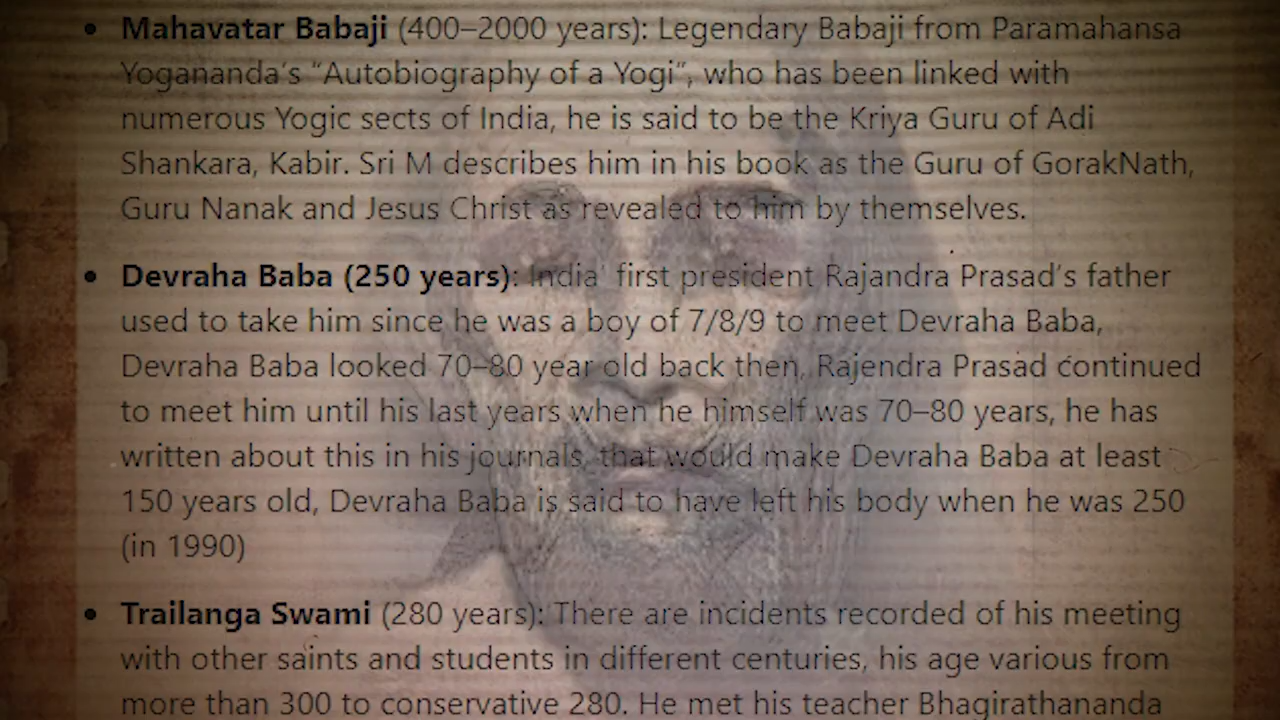 • Mahavatar Babaji (400–2000 years): Legendary Babaji from Paramahansa
Yogananda's “Autobiography of a Yogi”, who has been linked with
numerous Yogic sects of India, he is said to be the Kriya Guru of Adi
Shankara, Kabir. Sri M describes him in his book as the Guru of GorakNath,
Guru Nanak and Jesus Christ as revealed to him by themselves.
• Devraha Baba (250 years): India' first president Rajandra Prasad's father
used to take him since he was a boy of 7/8/9 to meet Devraha Baba,
Devraha Baba looked 70–80 year old back then, Rajendra Prasad continued
to meet him until his last years when he himself was 70–80 years, he has
written about this in his journals, that would make Devraha Baba at least
150 years old, Devraha Baba is said to have left his body when he was 250
(in 1990)
• Trailanga Swami (280 years): There are incidents recorded of his meeting
with other saints and students in different centuries, his age various from
more than 300 to conservative 280. He met his teacher Bhagirathananda